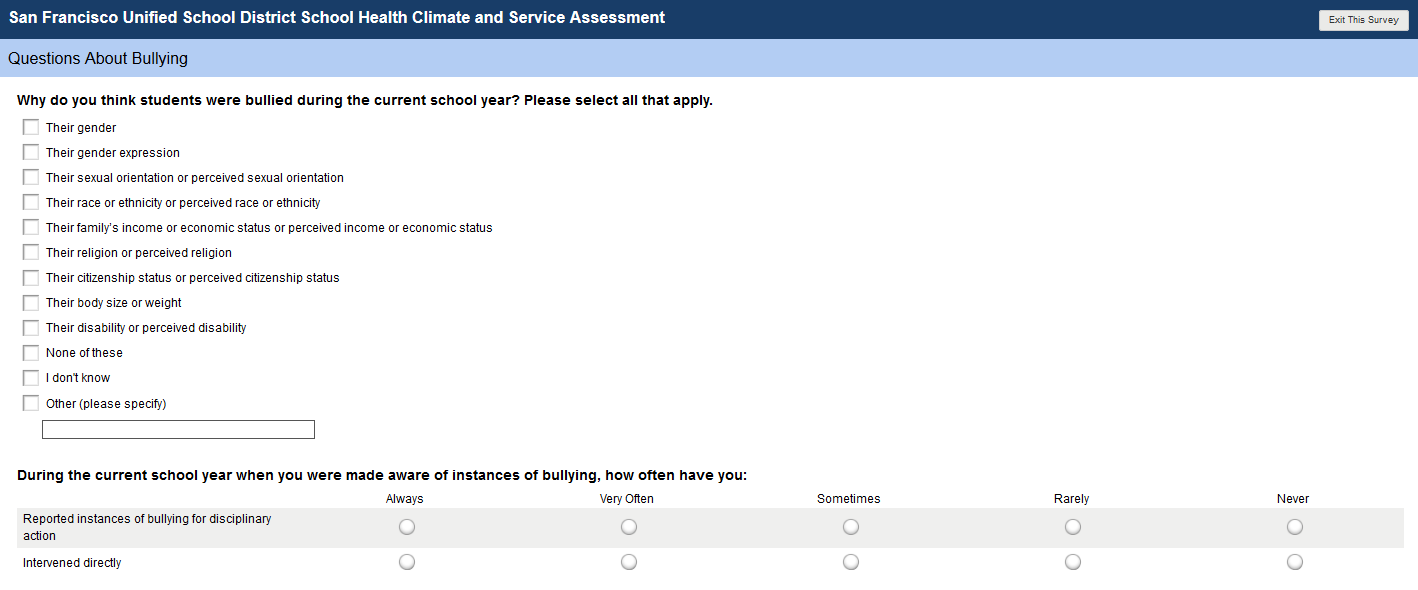 San Francisco Unified School District School Health Climate and Service Assessment
Exit This Survey
Questions About Bullying
Why do you think students were bullied during the current school year? Please select all that apply.
Their gender
Their gender expression
Their sexual orientation or perceived sexual orientation
Their race or ethnicity or perceived race or ethnicity
Their family's income or economic status or perceived income or economic status
Their religion or perceived religion
Their citizenship status or perceived citizenship status
Their body size or weight
Their disability or perceived disability
None of these
I don't know
Other (please specify)
During the current school year when you were made aware of instances of bullying, how often have you:
Always Very Often Sometimes Rarely Never
Reported instances of bullying for disciplinary
action
Intervened directly